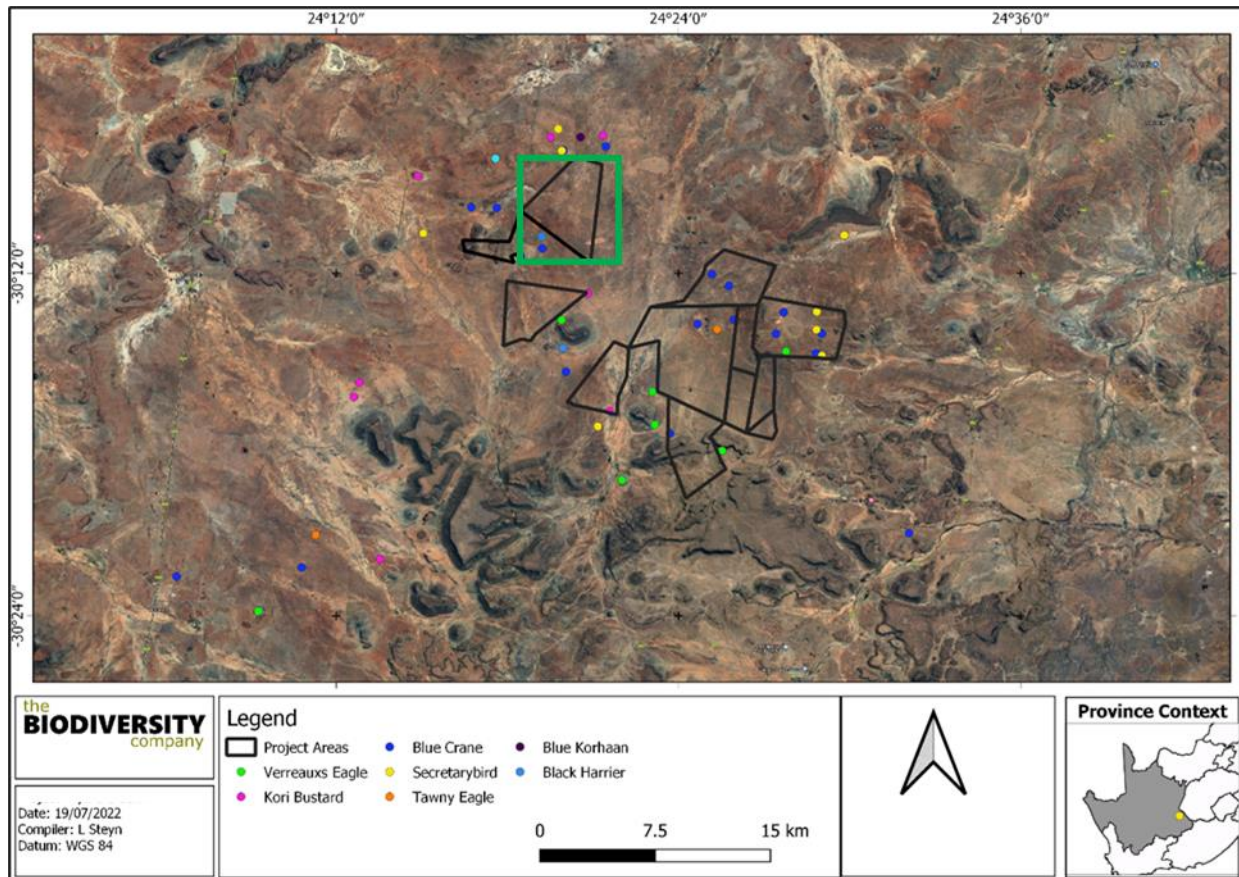 24°12'0" 24°24'0" 24°36'0"
-30°12'0"
-30°24'0"
the
BIODIVERSITY
company
Date: 19/07/2022
Compiler: L Steyn
Datum: WGS 84
Legend
Project Areas Blue Crane Blue Korhaan
Verreauxs Eagle Secretarybird Black Harrier
Kori Bustard Tawny Eagle
0 7.5 15 km
Province Context